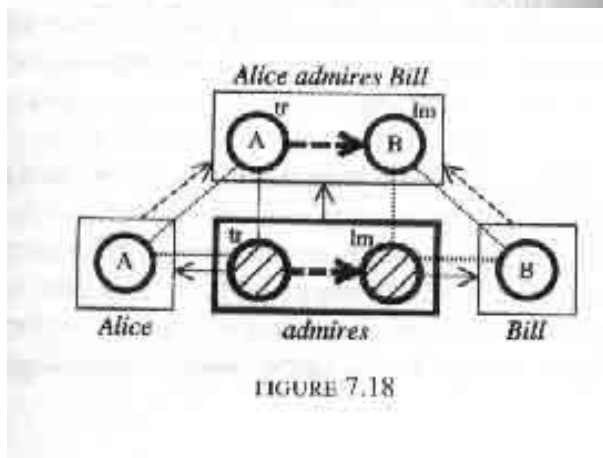 Alice admires Bill
tr lm
A B
tr lm
A B
Alice admires Bill
FIGURE 7.18